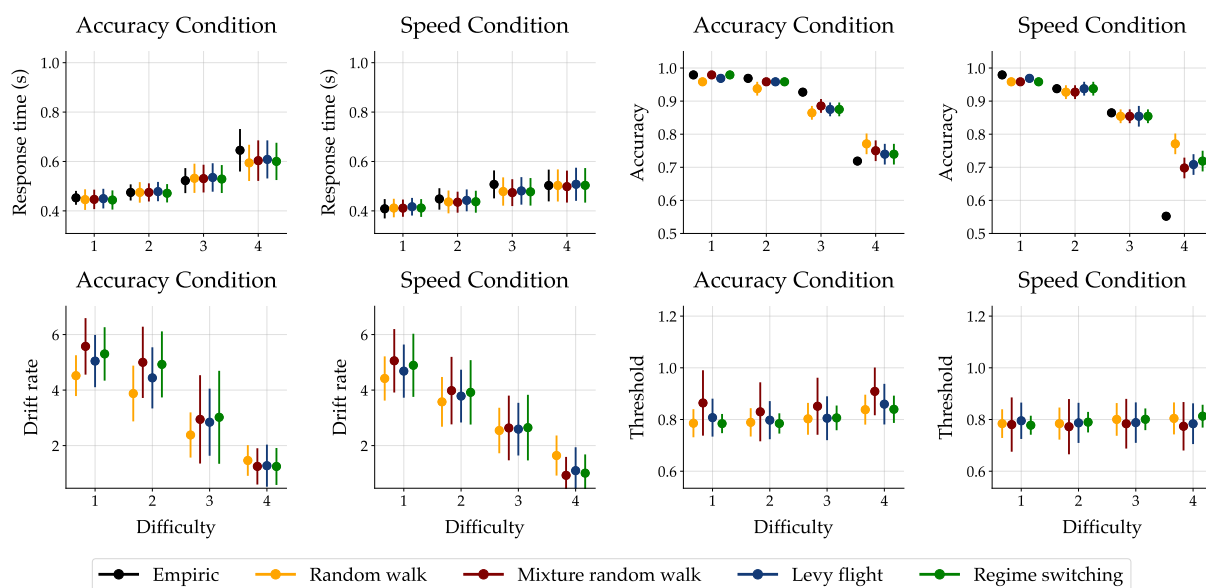 Accuracy Condition Speed Condition Accuracy Condition Speed Condition
Response time (s)
1.0
0.8
0.6
0.4
1 2 3 4
Response time (s)
1.0
0.8
0.6
0.4
1 2 3 4
Accuracy
1.0
0.9
0.8
0.7
0.6
0.5
1 2 3 4
Accuracy
1.0
0.9
0.8
0.7
0.6
0.5
1 2 3 4
Accuracy Condition Speed Condition Accuracy Condition Speed Condition
Drift rate
6
4
2
1 2 3 4
Difficulty
Drift rate
6
4
2
1 2 3 4
Difficulty
Threshold
1.2
1.0
0.8
0.6
1 2 3 4
Difficulty
Threshold
1.2
1.0
0.8
0.6
1 2 3 4
Difficulty
Empiric Random walk Mixture random walk Levy flight Regime switching